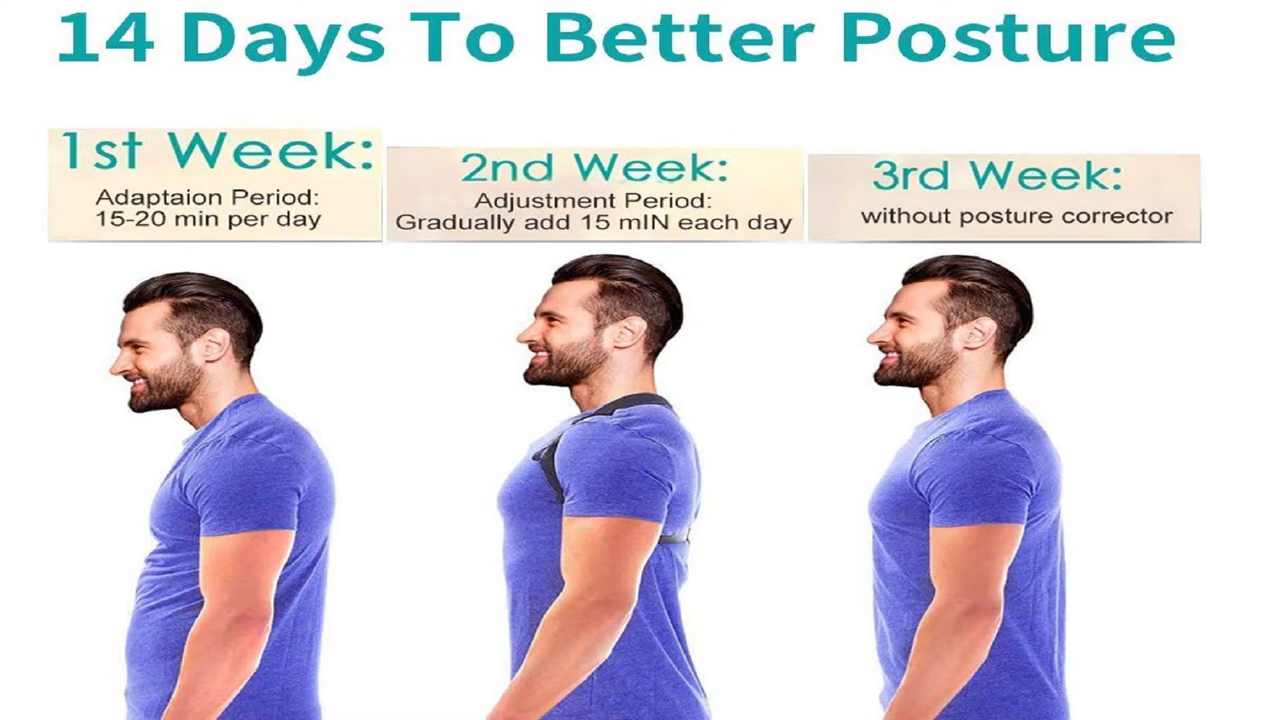 14 Days To Better Posture
1st Week:
Adaptaion Period:
15-20 min per day
2nd Week:
Adjustment Period:
Gradually add 15 mIN each day
3rd Week:
without posture corrector